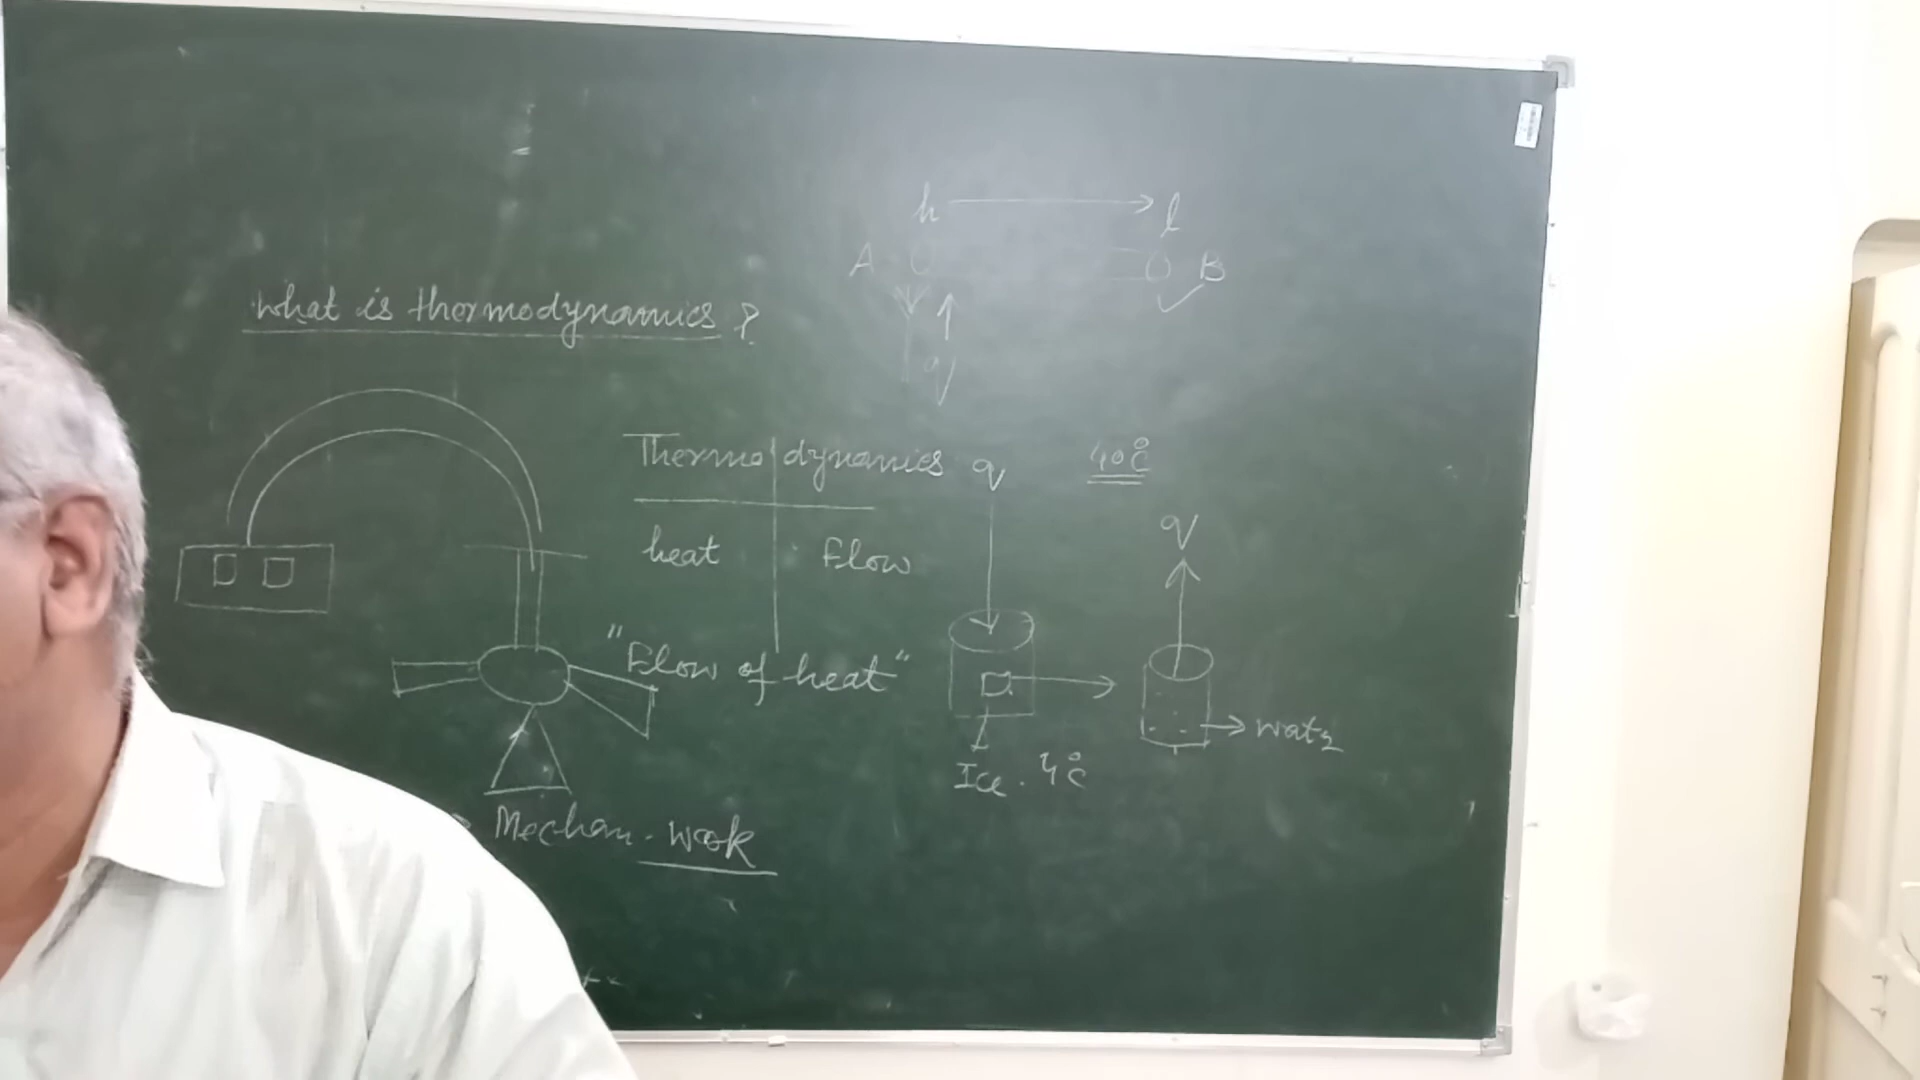 h l
A B
What is thermodynamics ?
q
Thermo dynamics q 40°C
q
heat Flow
"Flow of heat"
water
Ice. 4°C
Mechan. Work